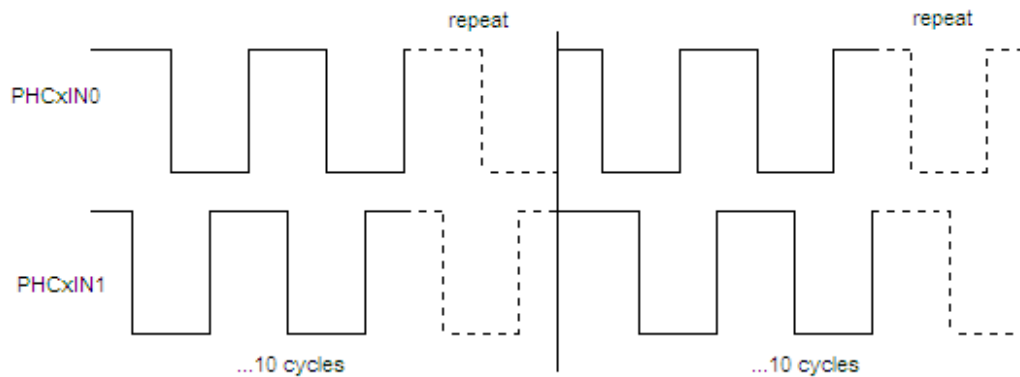 repeat
repeat
PHCxIN0
PHCxIN1
...10 cycles
...10 cycles